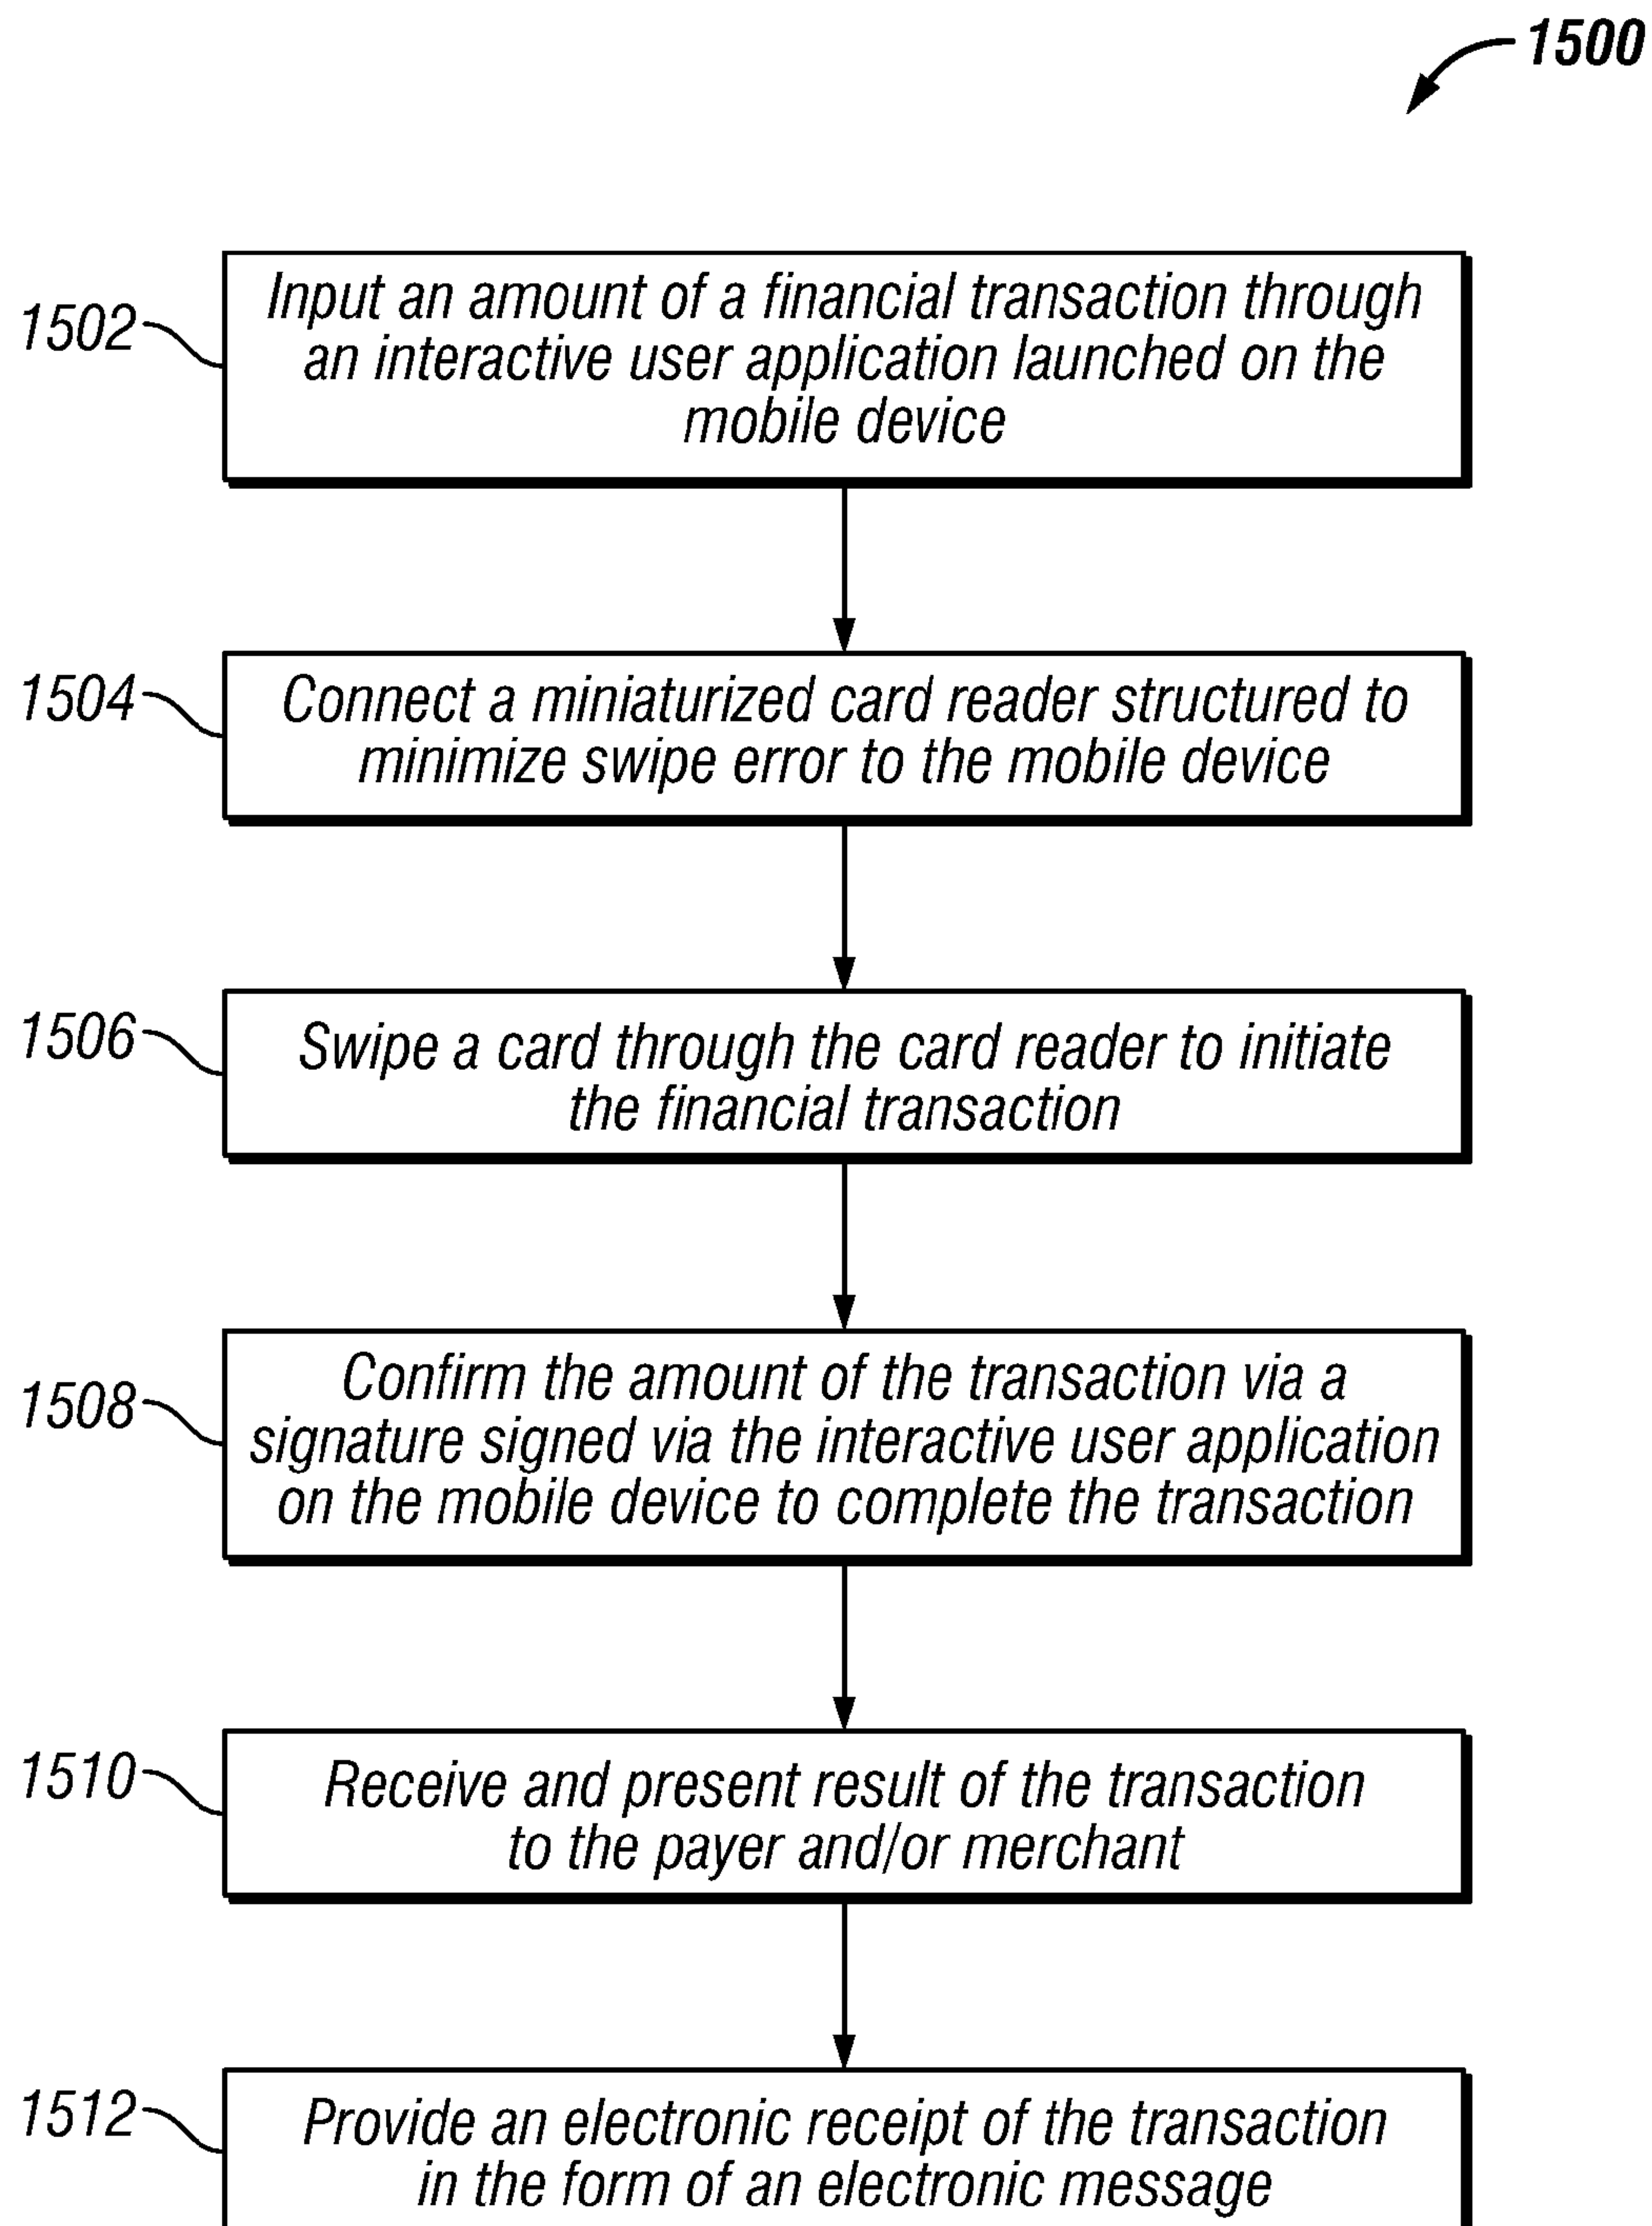 1500
1502
Input an amount of a financial transaction through
an interactive user application launched on the
mobile device
1504
Connect a miniaturized card reader structured to
minimize swipe error to the mobile device
1506
Swipe a card through the card reader to initiate
the financial transaction
1508
Confirm the amount of the transaction via a
signature signed via the interactive user application
on the mobile device to complete the transaction
1510
Receive and present result of the transaction
to the payer and/or merchant
1512
Provide an electronic receipt of the transaction
in the form of an electronic message